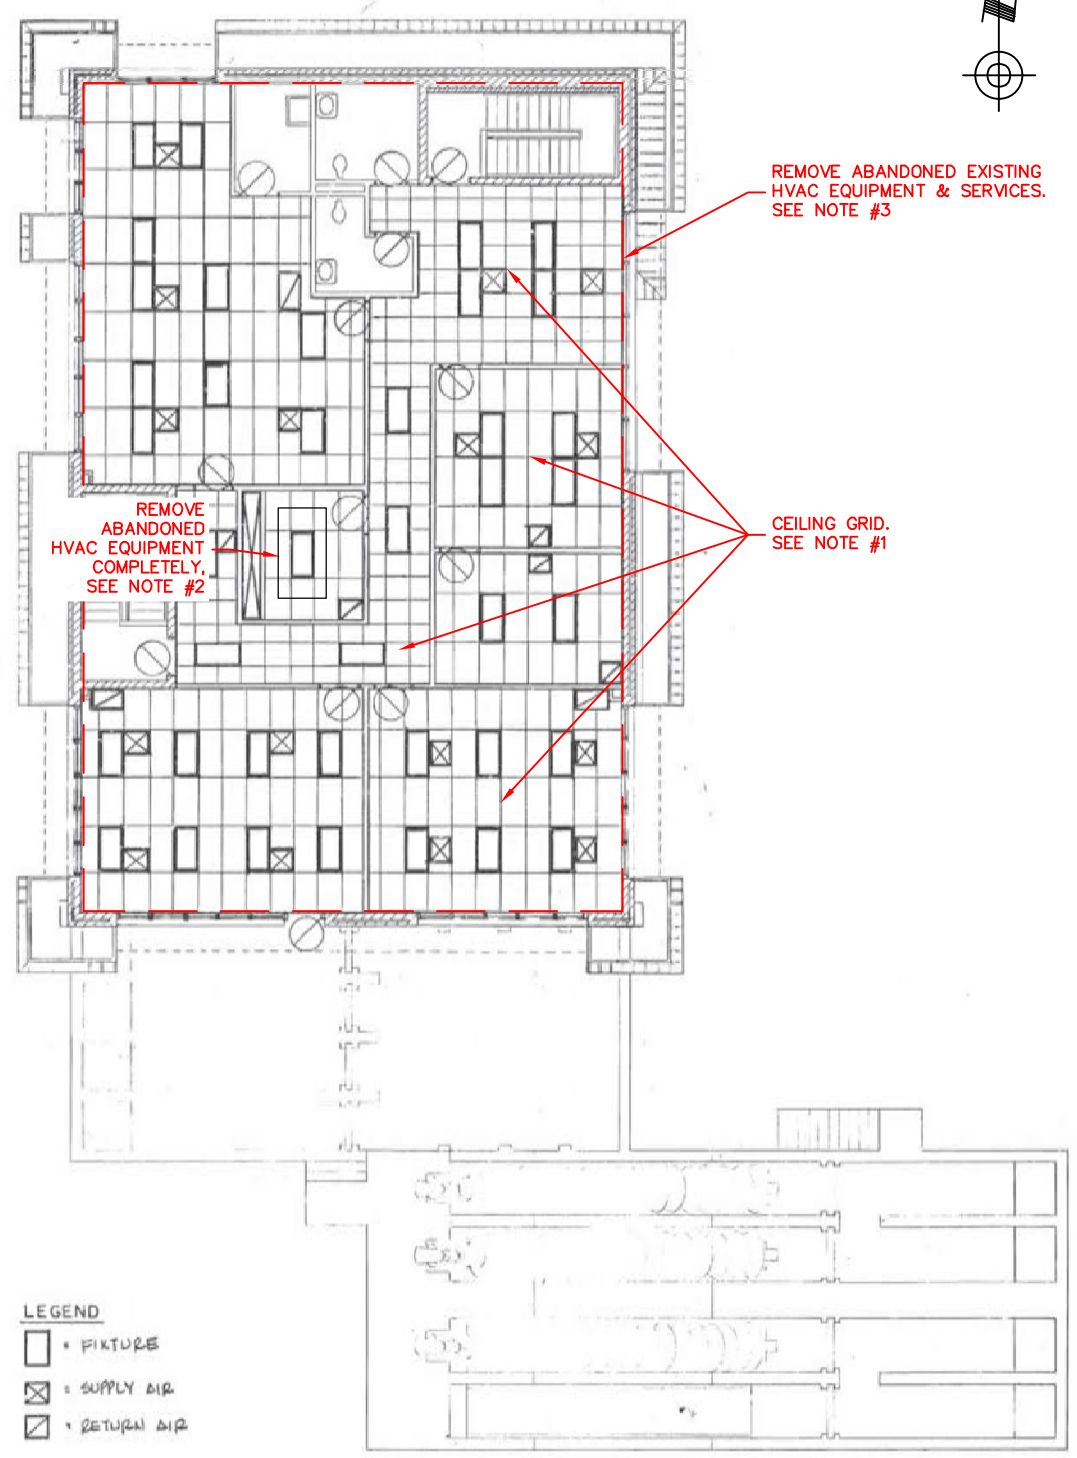 REMOVE ABANDONED EXISTING
HVAC EQUIPMENT & SERVICES.
SEE NOTE #3
CEILING GRID.
SEE NOTE #1
REMOVE
ABANDONED
HVAC EQUIPMENT
COMPLETELY,
SEE NOTE #2
LEGEND
= FIXTURE
= SUPPLY AIR
= RETURN AIR